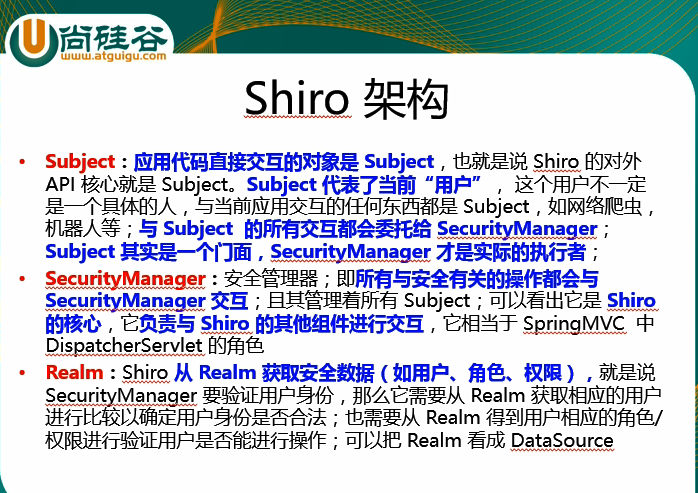 尚硅谷
www.atguigu.com
Shiro 架构
• Subject：应用代码直接交互的对象是 Subject，也就是说 Shiro 的对外
API 核心就是 Subject。Subject 代表了当前“用户”， 这个用户不一定
是一个具体的人，与当前应用交互的任何东西都是 Subject，如网络爬虫，
机器人等；与 Subject 的所有交互都会委托给 SecurityManager；
Subject 其实是一个门面，SecurityManager 才是实际的执行者；
• SecurityManager：安全管理器；即所有与安全有关的操作都会与
SecurityManager 交互；且其管理着所有 Subject；可以看出它是 Shiro
的核心，它负责与 Shiro 的其他组件进行交互，它相当于 SpringMVC 中
DispatcherServlet 的角色
• Realm：Shiro 从 Realm 获取安全数据（如用户、角色、权限），就是说
SecurityManager 要验证用户身份，那么它需要从 Realm 获取相应的用户
进行比较以确定用户身份是否合法；也需要从 Realm 得到用户相应的角色/
权限进行验证用户是否能进行操作；可以把 Realm 看成 DataSource